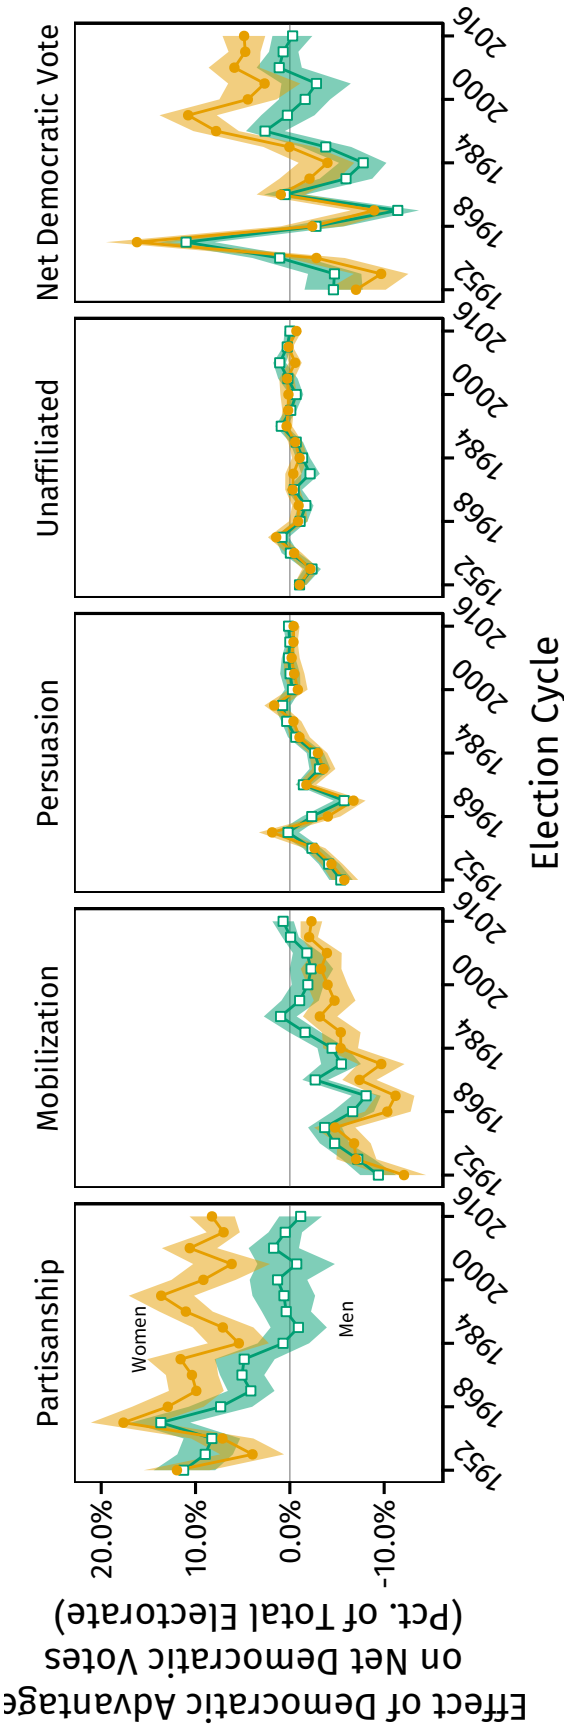 Effect of Democratic Advantage
on Net Democratic Votes
(Pct. of Total Electorate)
20.0%
10.0%
0.0%
-10.0%
Partisanship
Women
Men
1952
1968
1984
2000
2016
Mobilization
1952
1968
1984
2000
2016
Persuasion
1952
1968
1984
2000
2016
Unaffiliated
1952
1968
1984
2000
2016
Net Democratic Vote
1952
1968
1984
2000
2016
Election Cycle